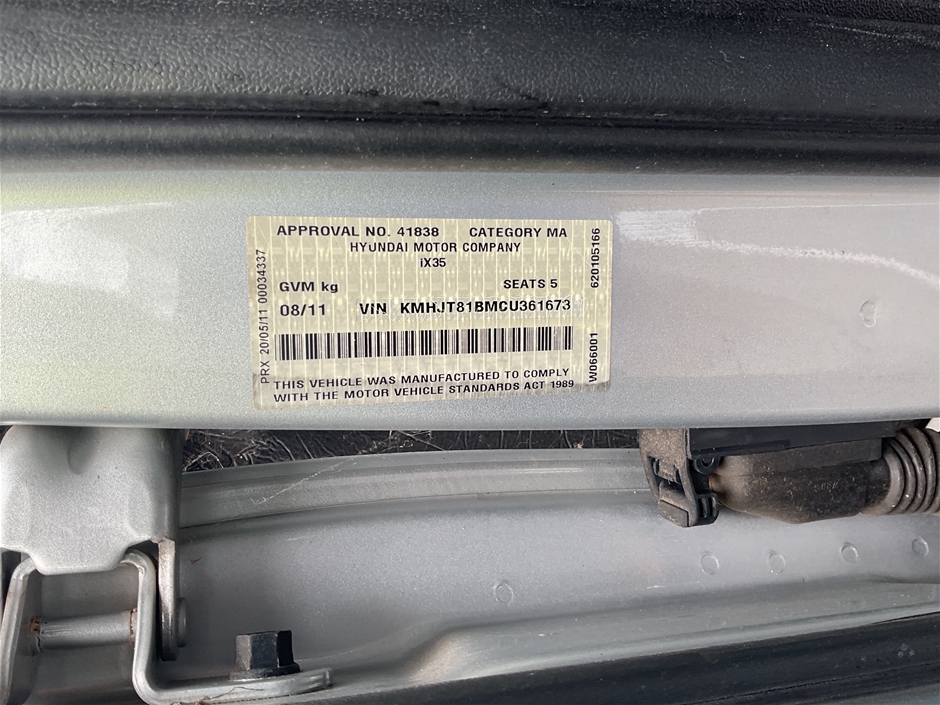 APPROVAL NO. 41838 CATEGORY MA
HYUNDAI MOTOR COMPANY
iX35
GVM kg SEATS 5
08/11 VIN KMHJT81BMCU361673
THIS VEHICLE WAS MANUFACTURED TO COMPLY
WITH THE MOTOR VEHICLE STANDARDS ACT 1989
PRX 20/05/11 00034337
W066001 620105166